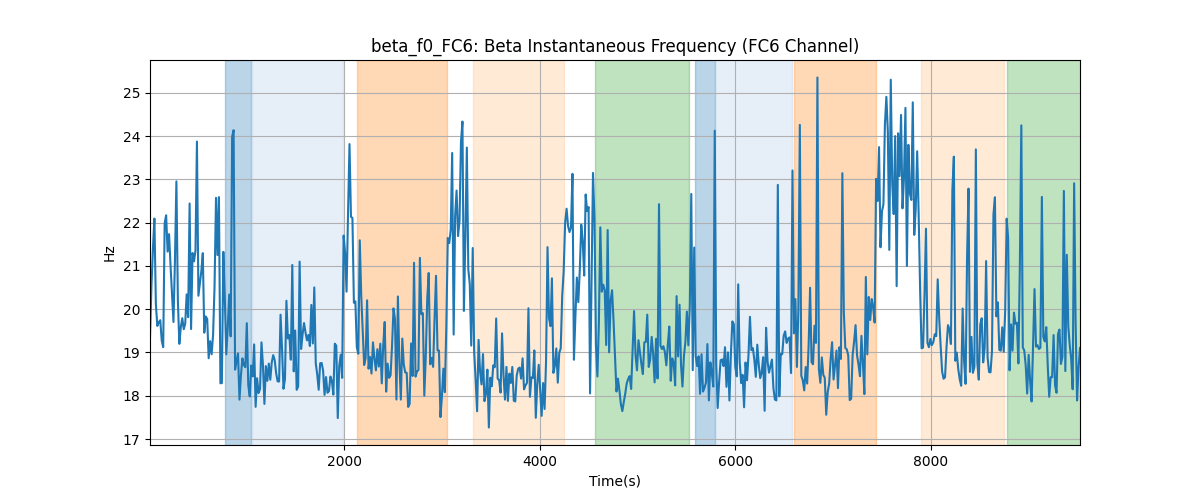 beta_f0_FC6: Beta Instantaneous Frequency (FC6 Channel)
25
24
23
22
21
20
19
18
17
Hz
2000 4000 6000 8000
Time(s)